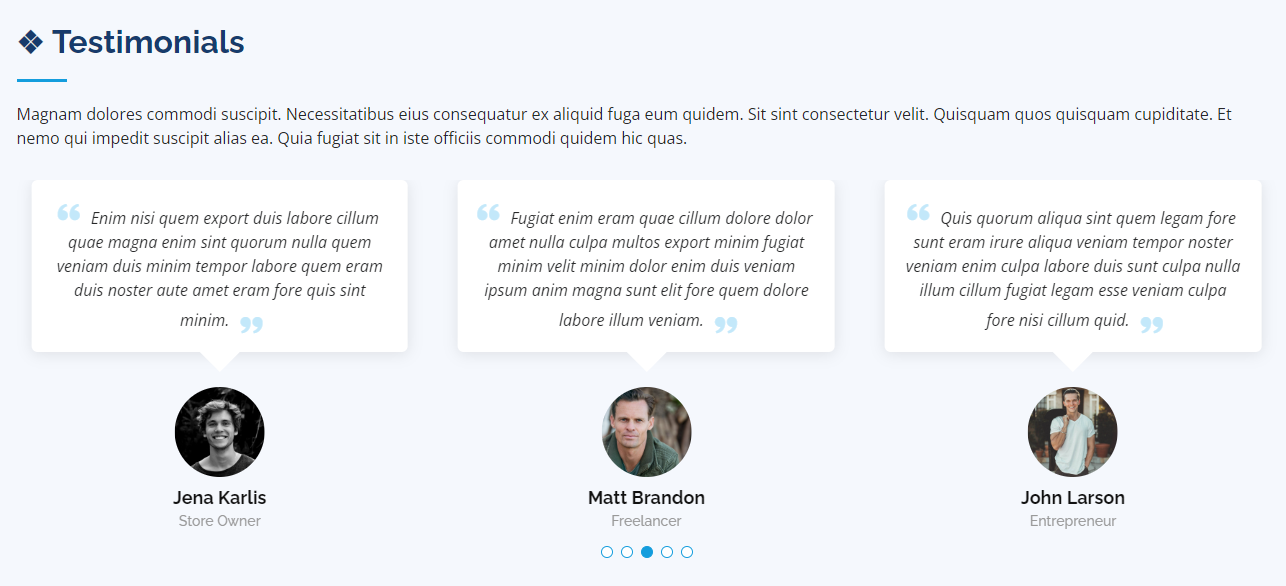 ❖ Testimonials
Magnam dolores commodi suscipit. Necessitatibus eius consequatur ex aliquid fuga eum quidem. Sit sint consectetur velit. Quisquam quos quisquam cupiditate. Et
nemo qui impedit suscipit alias ea. Quia fugiat sit in iste officiis commodi quidem hic quas.
“ Enim nisi quem export duis labore cillum
quae magna enim sint quorum nulla quem
veniam duis minim tempor labore quem eram
duis noster aute amet eram fore quis sint
minim. ”
Jena Karlis
Store Owner
“ Fugiat enim eram quae cillum dolore dolor
amet nulla culpa multos export minim fugiat
minim velit minim dolor enim duis veniam
ipsum anim magna sunt elit fore quem dolore
labore illum veniam. ”
Matt Brandon
Freelancer
“ Quis quorum aliqua sint quem legam fore
sunt eram irure aliqua veniam tempor noster
veniam enim culpa labore duis sunt culpa nulla
illum cillum fugiat legam esse veniam culpa
fore nisi cillum quid. ”
John Larson
Entrepreneur